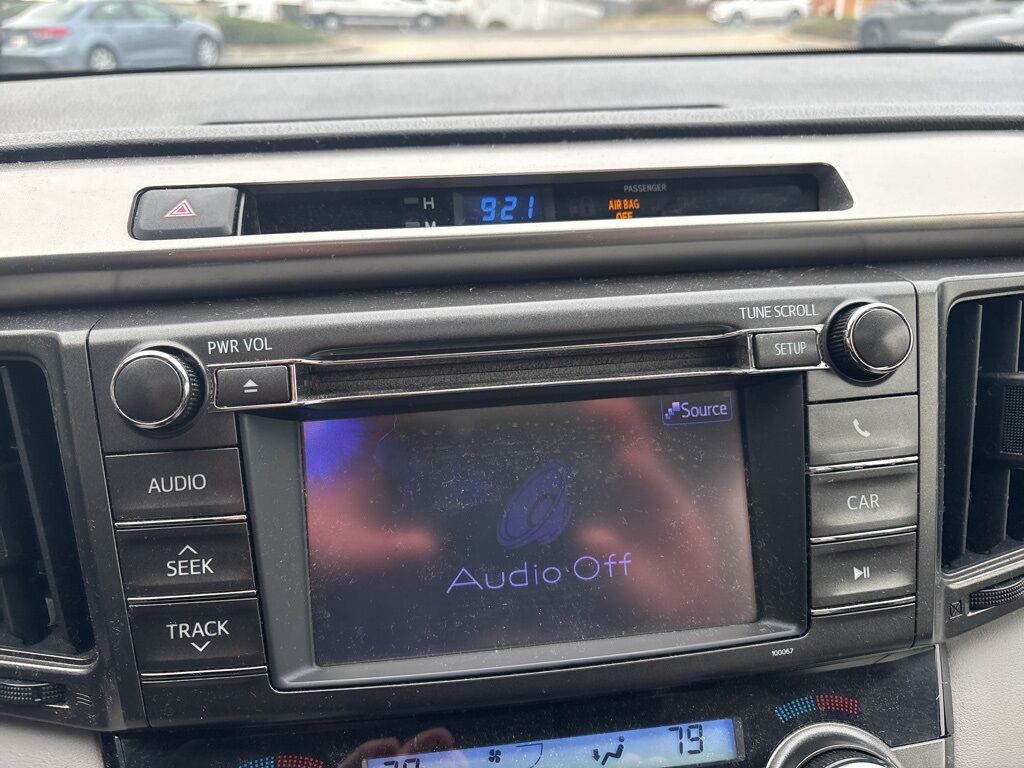 H
9:21
PASSENGER
AIR BAG
OFF
M
PWR VOL
TUNE SCROLL
SETUP
Source
AUDIO
CAR
SEEK
Audio Off
TRACK
100067
79
79